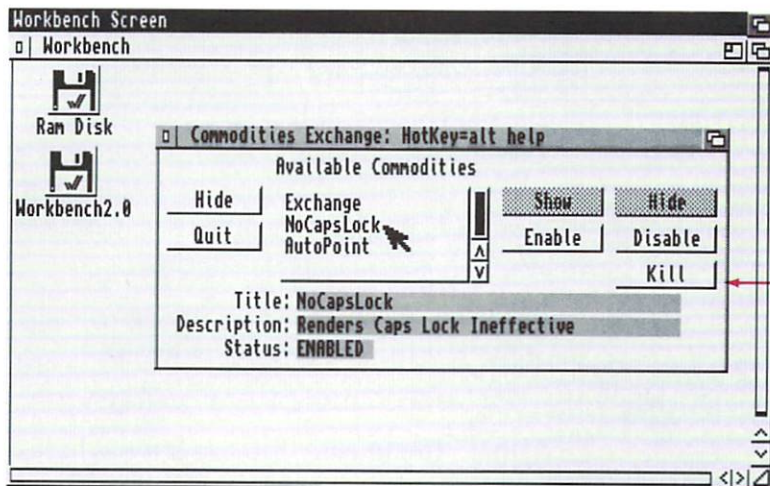 Workbench Screen
Workbench
Ram Disk
Workbench2.0
Commodities Exchange: HotKey=alt help
Available Commodities
Hide
Quit
Exchange
NoCapsLock
AutoPoint
Show
Hide
Enable
Disable
Kill
Title: NoCapsLock
Description: Renders Caps Lock Ineffective
Status: ENABLED